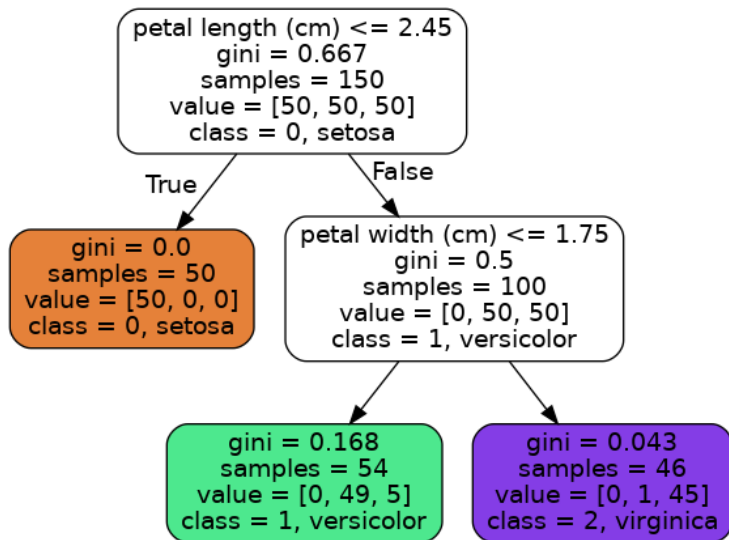 petal length (cm) <= 2.45
gini = 0.667
samples = 150
value = [50, 50, 50]
class = 0, setosa
True
False
gini = 0.0
samples = 50
value = [50, 0, 0]
class = 0, setosa
petal width (cm) <= 1.75
gini = 0.5
samples = 100
value = [0, 50, 50]
class = 1, versicolor
gini = 0.168
samples = 54
value = [0, 49, 5]
class = 1, versicolor
gini = 0.043
samples = 46
value = [0, 1, 45]
class = 2, virginica